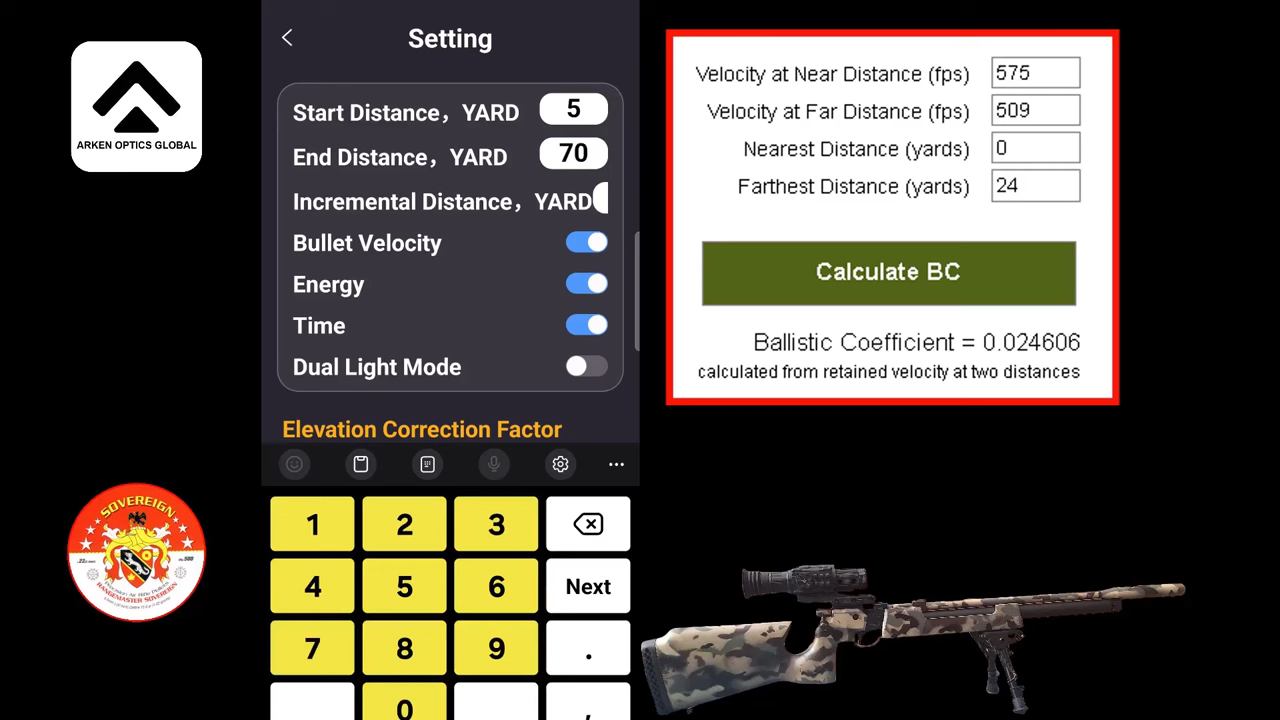 ARKEN OPTICS GLOBAL
Setting
Start Distance，YARD 5
End Distance，YARD 70
Incremental Distance，YARD
Bullet Velocity
Energy
Time
Dual Light Mode
Elevation Correction Factor
1 2 3
4 5 6 Next
7 8 9 .
0 ,
Velocity at Near Distance (fps) 575
Velocity at Far Distance (fps) 509
Nearest Distance (yards) 0
Farthest Distance (yards) 24
Calculate BC
Ballistic Coefficient = 0.024606
calculated from retained velocity at two distances
SOVEREIGN
RANGEMASTER SOVEREIGN